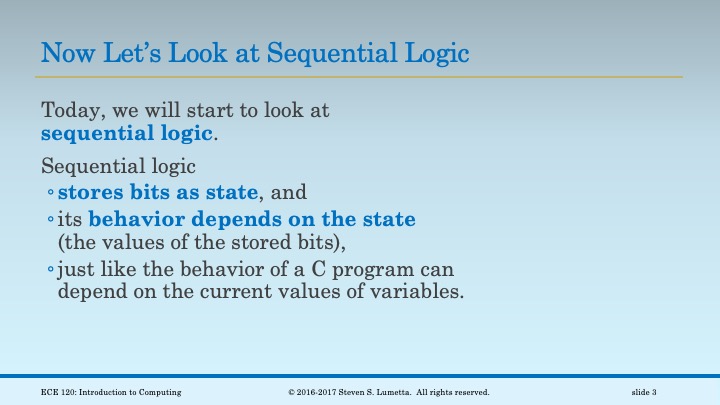 Now Let’s Look at Sequential Logic
Today, we will start to look at
sequential logic.
Sequential logic
◦stores bits as state, and
◦its behavior depends on the state
(the values of the stored bits),
◦just like the behavior of a C program can
depend on the current values of variables.
ECE 120: Introduction to Computing © 2016-2017 Steven S. Lumetta. All rights reserved. slide 3